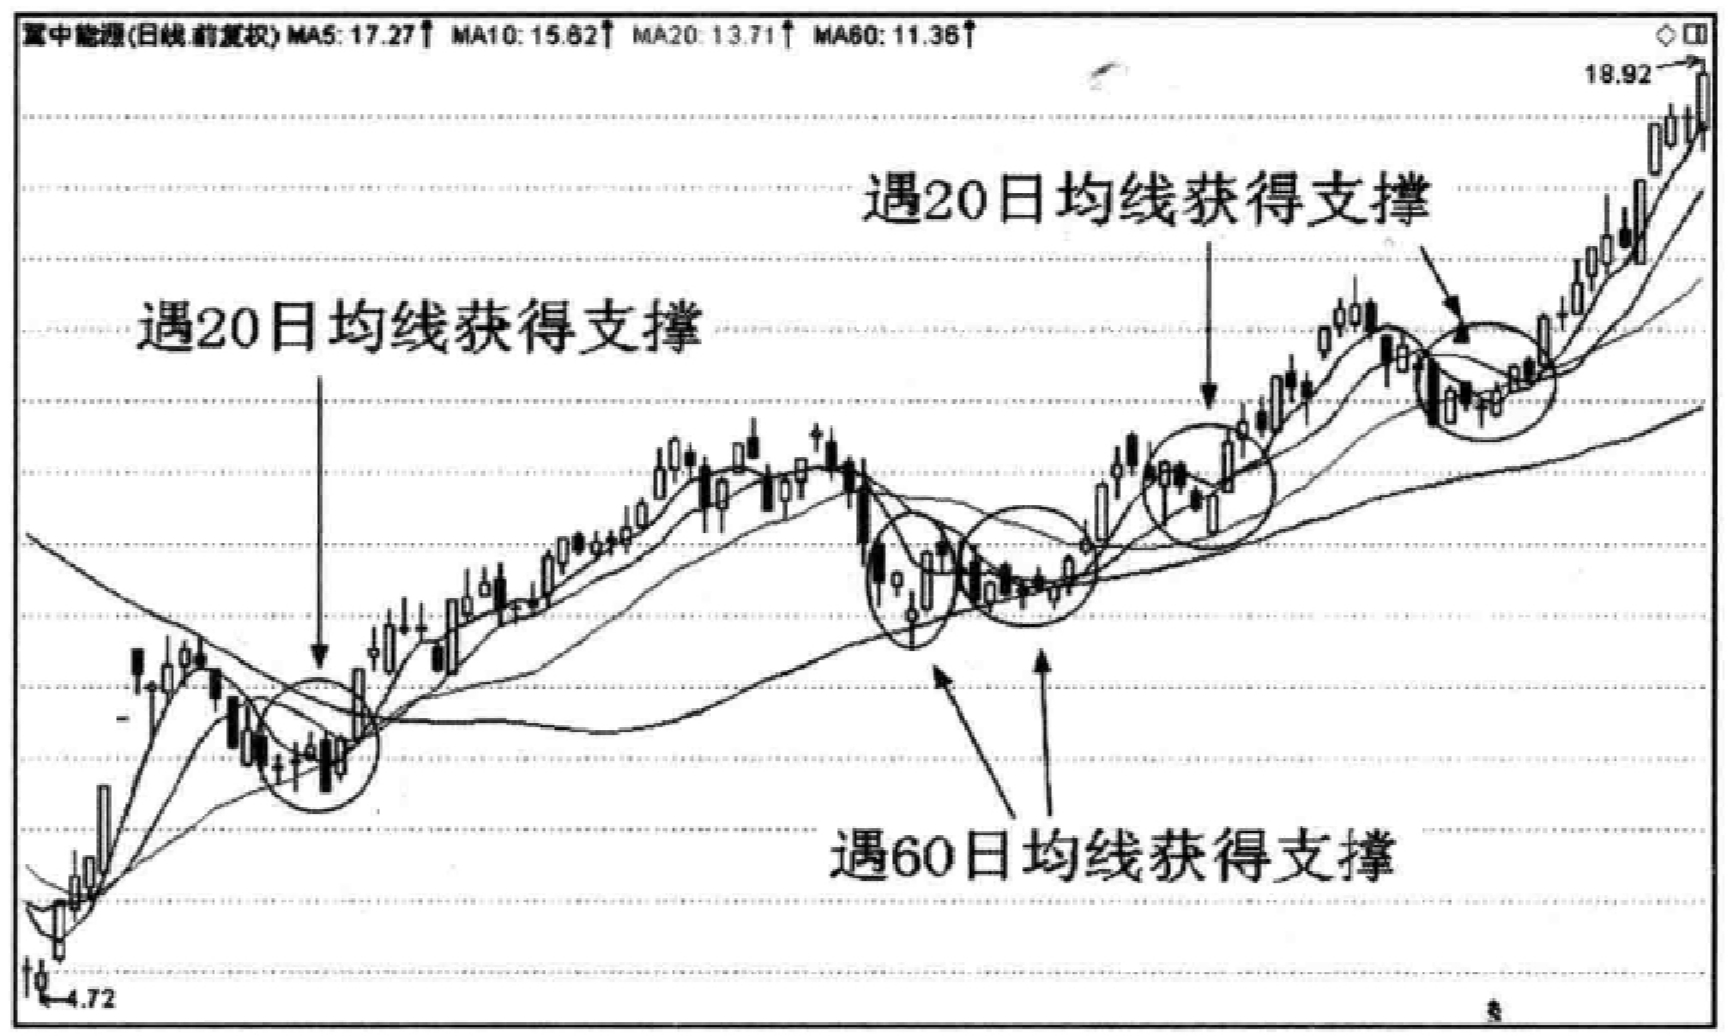 冀中能源(日线.前复权) MA5: 17.27↑ MA10: 15.62↑ MA20: 13.71↑ MA60: 11.36↑
18.92
遇20日均线获得支撑
遇20日均线获得支撑
遇60日均线获得支撑
4.72